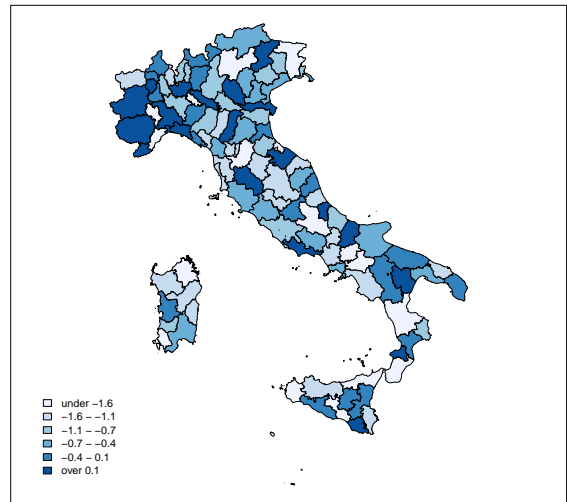 under −1.6
−1.6 − −1.1
−1.1 − −0.7
−0.7 − −0.4
−0.4 − 0.1
over 0.1